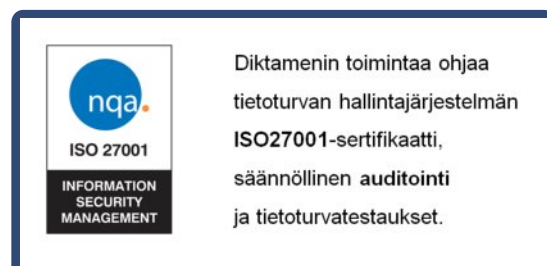 nqa.
ISO 27001
INFORMATION
SECURITY
MANAGEMENT
Diktamenin toimintaa ohjaa
tietoturvan hallintajärjestelmän
ISO27001-sertifikaatti,
säännöllinen auditointi
ja tietoturvatestaukset.